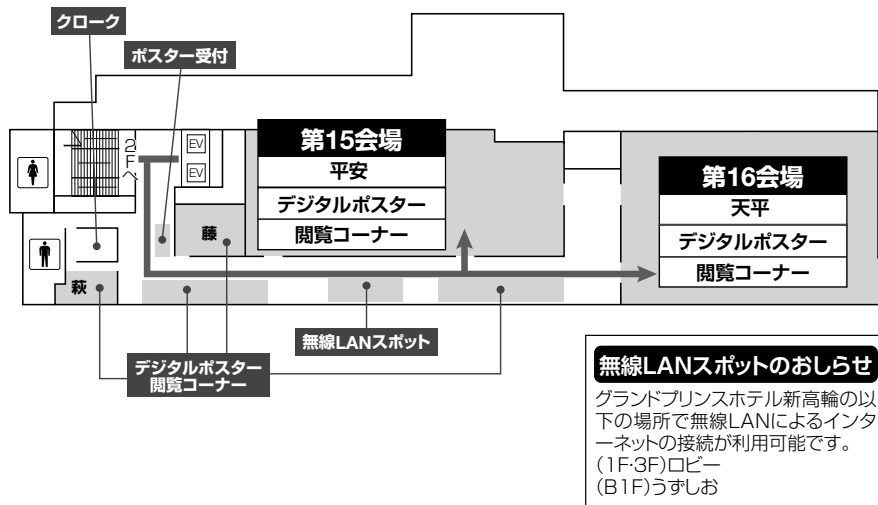 クローク
ポスター受付
2Fへ
EV
EV
第15会場
平安
デジタルポスター
閲覧コーナー
第16会場
天平
デジタルポスター
閲覧コーナー
藤
萩
無線LANスポット
デジタルポスター
閲覧コーナー
無線LANスポットのおしらせ
グランドプリンスホテル新高輪の以
下の場所で無線LANによるインタ
ーネットの接続が利用可能です。
(1F・3F)ロビー
(B1F)うずしお